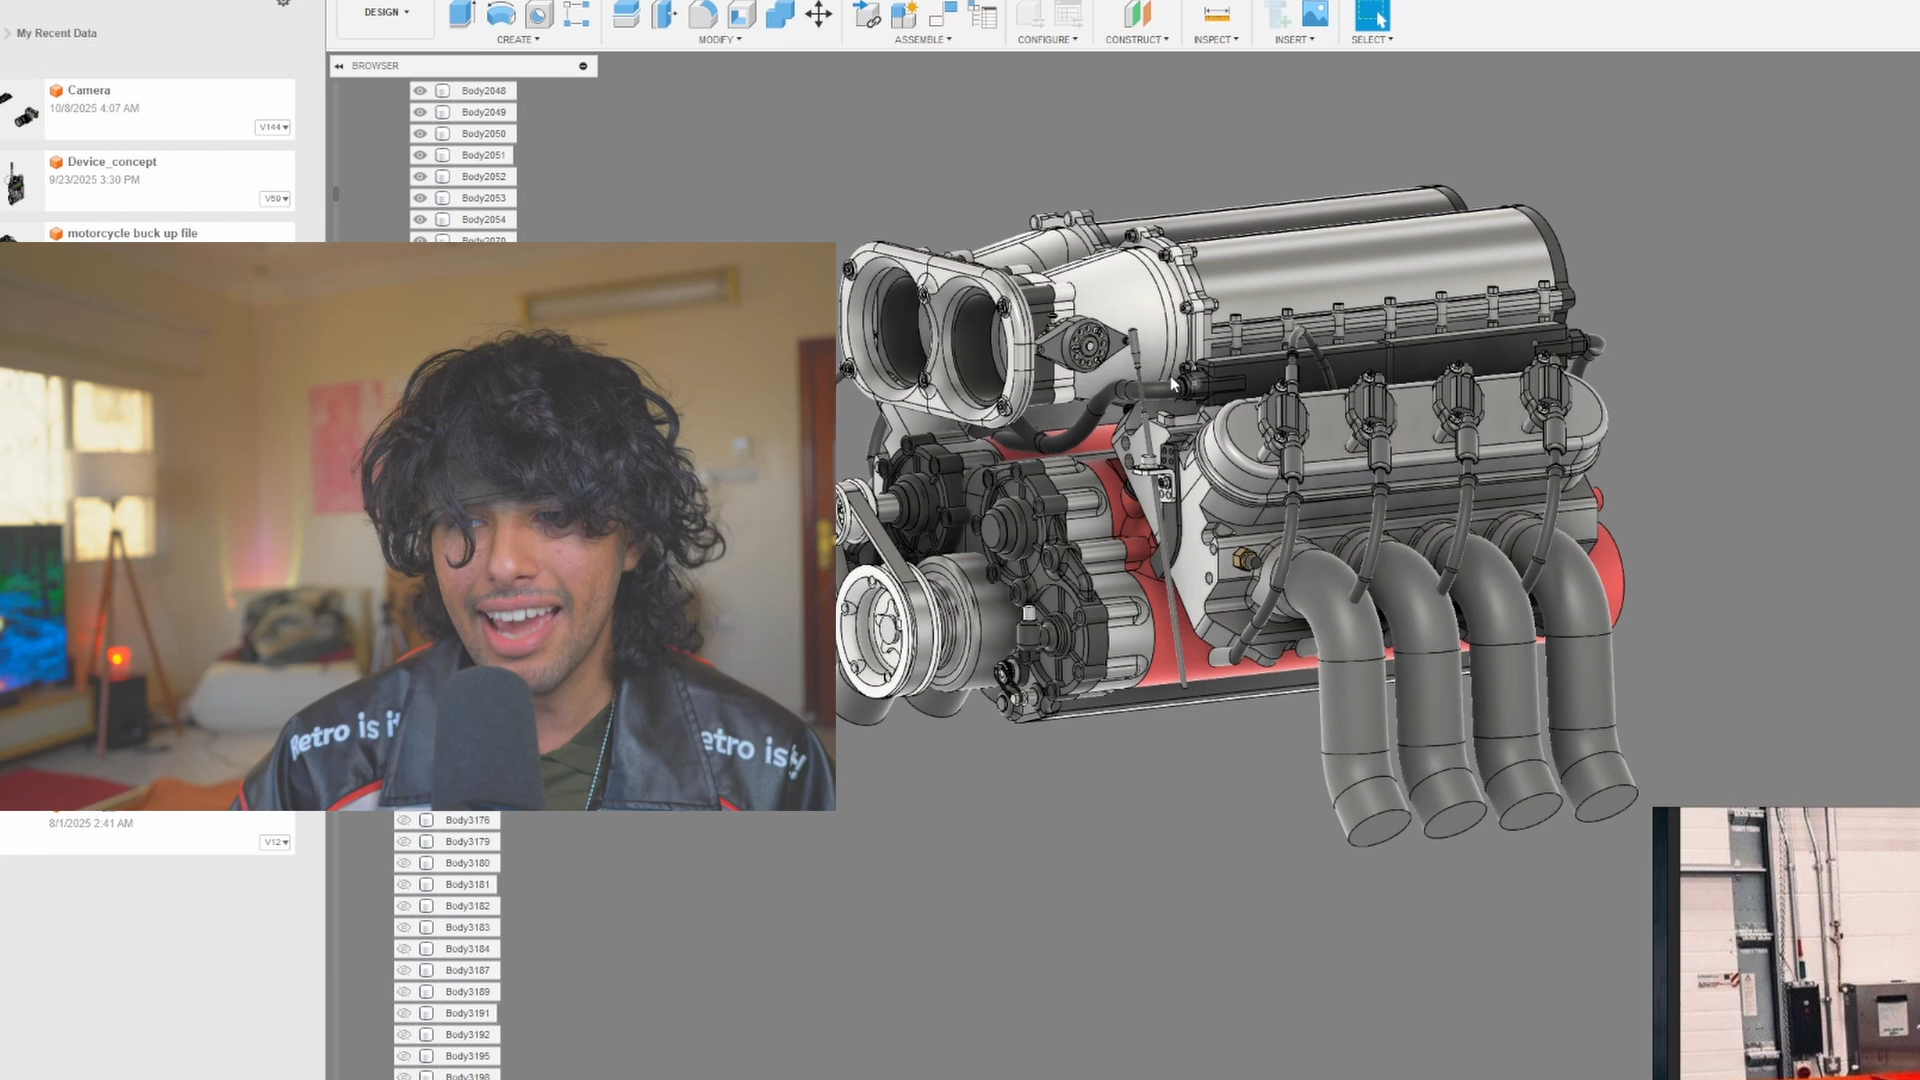 DESIGN
CREATE
MODIFY
ASSEMBLE
CONFIGURE
CONSTRUCT
INSPECT
INSERT
SELECT
My Recent Data
BROWSER
Camera
10/8/2025 4:07 AM
V144
Device_concept
9/23/2025 3:30 PM
V59
motorcycle buck up file
Body2048
Body2049
Body2050
Body2051
Body2052
Body2053
Body2054
Body2070
Retro is it
etro is
8/1/2025 2:41 AM
V12
Body3176
Body3179
Body3180
Body3181
Body3182
Body3183
Body3184
Body3187
Body3189
Body3191
Body3192
Body3195
Body3198